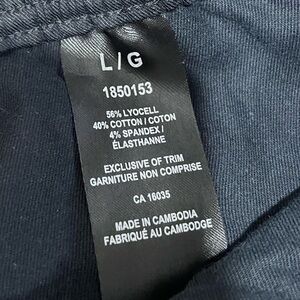 L/G
1850153
56% LYOCELL
40% COTTON / COTON
4% SPANDEX /
ÉLASTHANNE
EXCLUSIVE OF TRIM
GARNITURE NON COMPRISE
CA 16035
MADE IN CAMBODIA
FABRIQUÉ AU CAMBODGE